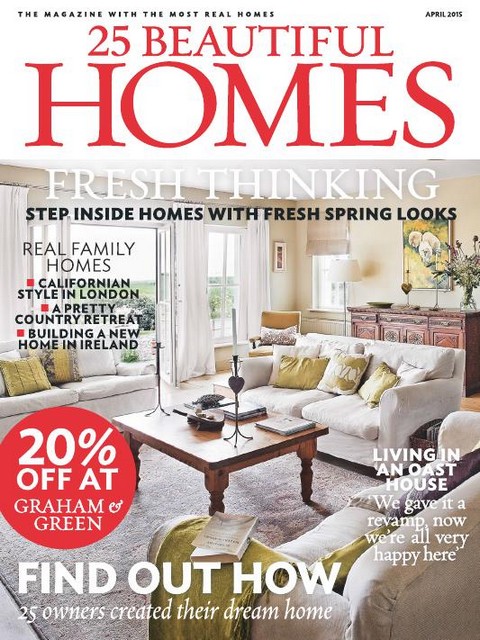 THE MAGAZINE WITH THE MOST REAL HOMES
APRIL 2015
25 BEAUTIFUL
HOMES
FRESH THINKING
STEP INSIDE HOMES WITH FRESH SPRING LOOKS
REAL FAMILY
HOMES
CALIFORNIAN
STYLE IN LONDON
A PRETTY
COUNTRY RETREAT
BUILDING A NEW
HOME IN IRELAND
20%
OFF AT
GRAHAM &
GREEN
LIVING IN
AN OAST
HOUSE
'We gave it a
revamp, now
we're all very
happy here'
FIND OUT HOW
25 owners created their dream home